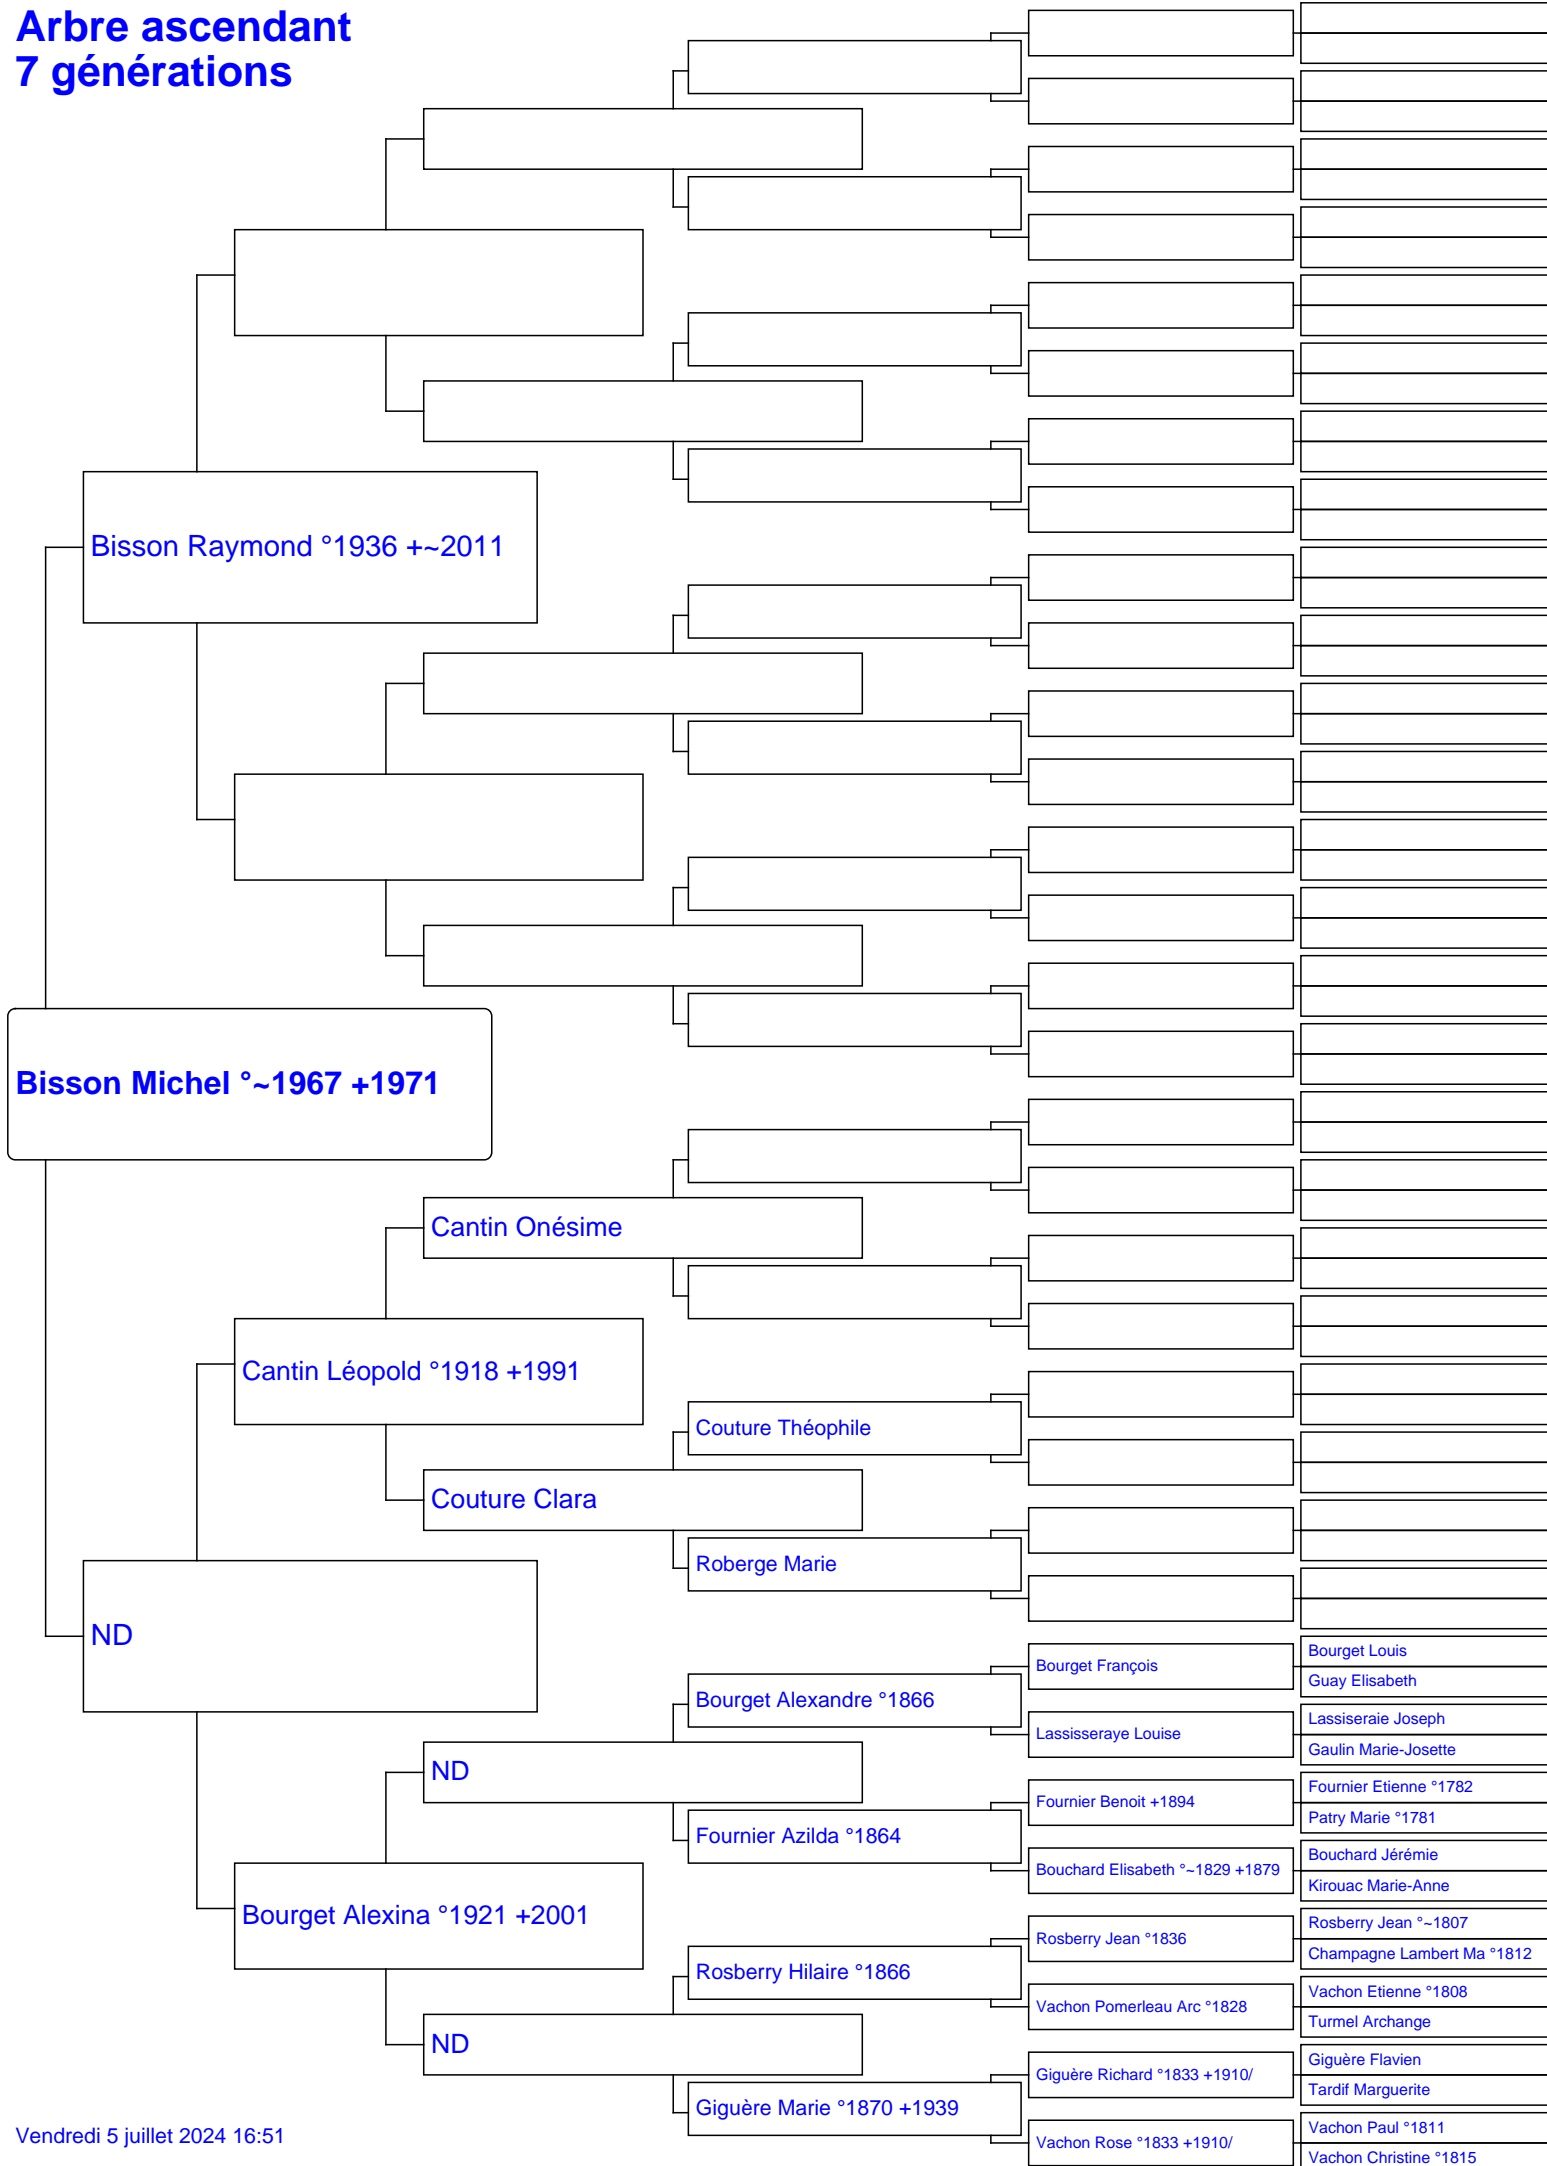 Arbre ascendant
7 générations
Bisson Raymond °1936 +~2011
Bisson Michel °~1967 +1971
Cantin Onésime
Cantin Léopold °1918 +1991
Couture Théophile
Couture Clara
Roberge Marie
ND
Bourget Louis
Bourget François
Guay Elisabeth
Bourget Alexandre °1866
Lassiseraie Joseph
Lassisseraye Louise
Gaulin Marie-Josette
ND
Fournier Etienne °1782
Fournier Benoit +1894
Patry Marie °1781
Fournier Azilda °1864
Bouchard Jérémie
Bouchard Elisabeth °~1829 +1879
Kirouac Marie-Anne
Bourget Alexina °1921 +2001
Rosberry Jean °~1807
Rosberry Jean °1836
Champagne Lambert Ma °1812
Rosberry Hilaire °1866
Vachon Etienne °1808
Vachon Pomerleau Arc °1828
Turmel Archange
ND
Giguère Flavien
Giguère Richard °1833 +1910/
Tardif Marguerite
Giguère Marie °1870 +1939
Vachon Paul °1811
Vachon Rose °1833 +1910/
Vachon Christine °1815
Vendredi 5 juillet 2024 16:51